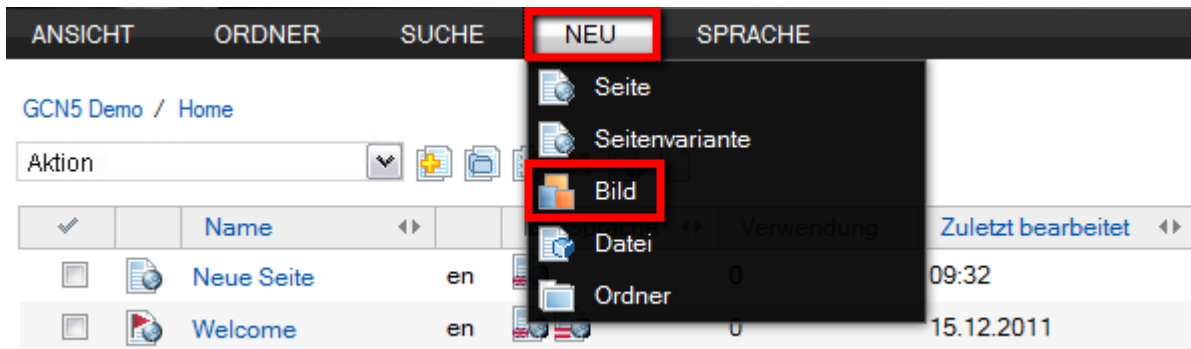 ANSICHT ORDNER SUCHE NEU SPRACHE
Seite
GCN5 Demo / Home
Seitenvariante
Aktion
Bild
Name Verwendung Zuletzt bearbeitet
Datei
Neue Seite en 0 09:32
Ordner
Welcome en 0 15.12.2011